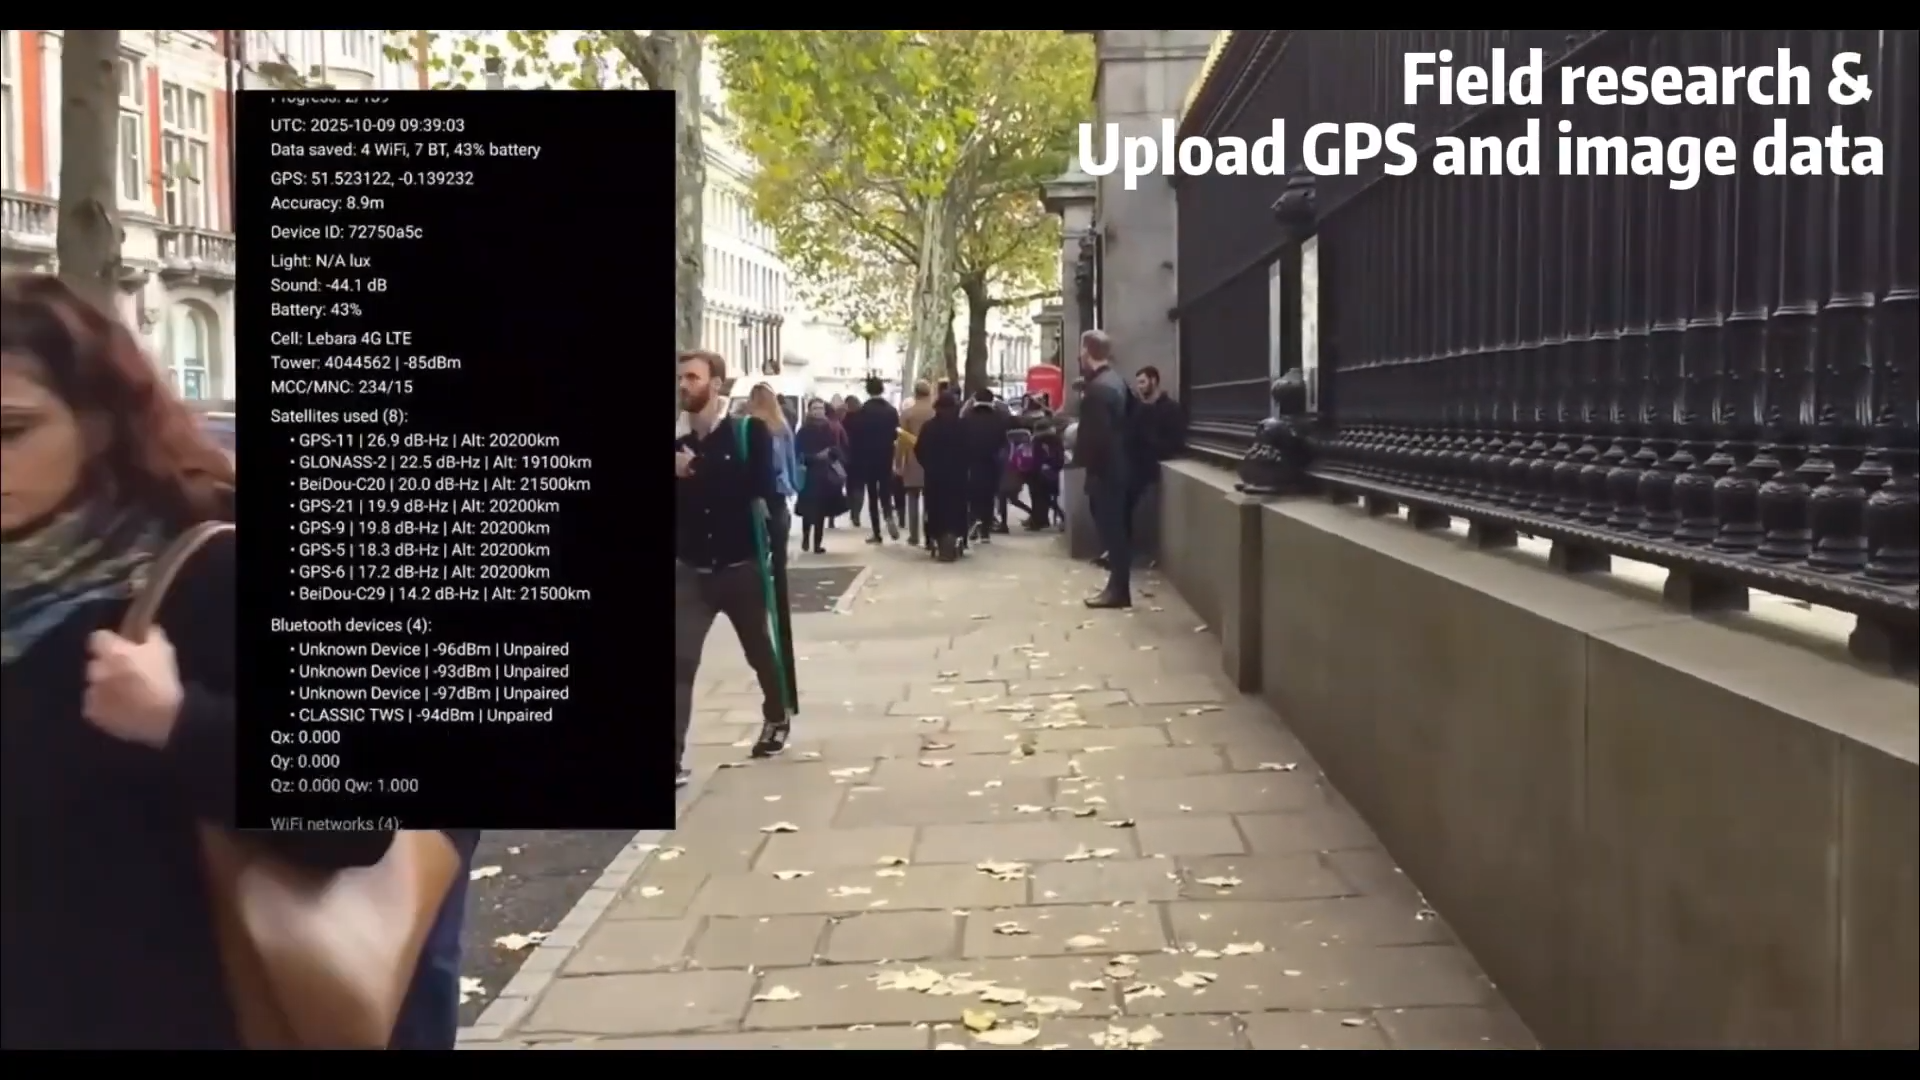 Field research &
Upload GPS and image data
Progress: 2/139
UTC: 2025-10-09 09:39:03
Data saved: 4 WiFi, 7 BT, 43% battery
GPS: 51.523122, -0.139232
Accuracy: 8.9m
Device ID: 72750a5c
Light: N/A lux
Sound: -44.1 dB
Battery: 43%
Cell: Lebara 4G LTE
Tower: 4044562 | -85dBm
MCC/MNC: 234/15
Satellites used (8):
• GPS-11 | 26.9 dB-Hz | Alt: 20200km
• GLONASS-2 | 22.5 dB-Hz | Alt: 19100km
• BeiDou-C20 | 20.0 dB-Hz | Alt: 21500km
• GPS-21 | 19.9 dB-Hz | Alt: 20200km
• GPS-9 | 19.8 dB-Hz | Alt: 20200km
• GPS-5 | 18.3 dB-Hz | Alt: 20200km
• GPS-6 | 17.2 dB-Hz | Alt: 20200km
• BeiDou-C29 | 14.2 dB-Hz | Alt: 21500km
Bluetooth devices (4):
• Unknown Device | -96dBm | Unpaired
• Unknown Device | -93dBm | Unpaired
• Unknown Device | -97dBm | Unpaired
• CLASSIC TWS | -94dBm | Unpaired
Qx: 0.000
Qy: 0.000
Qz: 0.000 Qw: 1.000
WiFi networks (4):